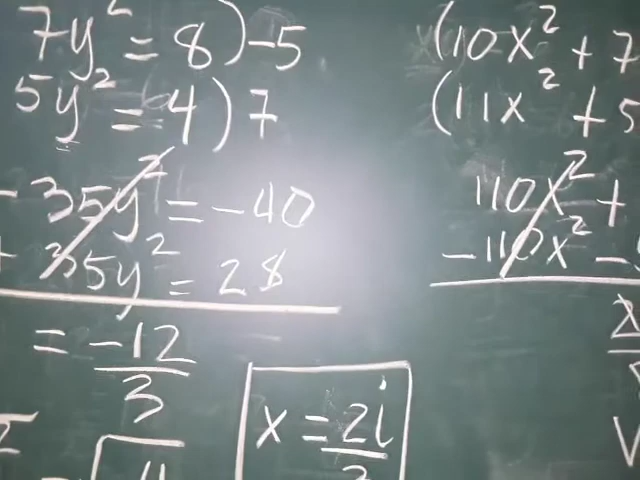 7y² = 8) -5
5y² = 4) 7
- 35y² = -40
+ 35y² = 28
= -12/3
x = 2i
(10x² + 7
(11x² + 5
110x² +
-110x² -